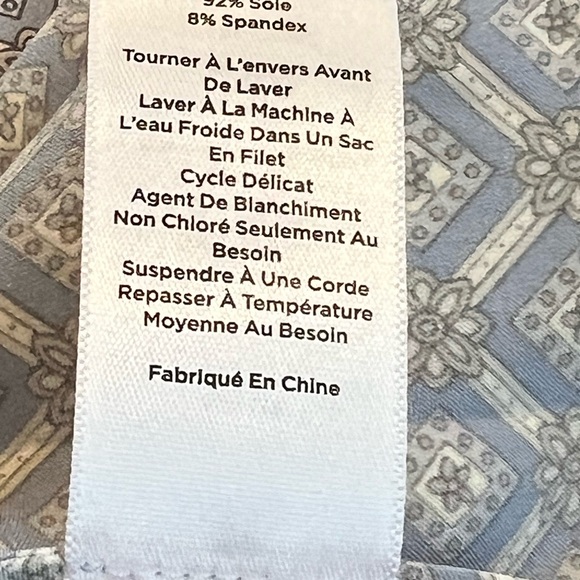 92% Soie
8% Spandex
Tourner À L'envers Avant
De Laver
Laver À La Machine À
L'eau Froide Dans Un Sac
En Filet
Cycle Délicat
Agent De Blanchiment
Non Chloré Seulement Au
Besoin
Suspendre À Une Corde
Repasser À Température
Moyenne Au Besoin
Fabriqué En Chine